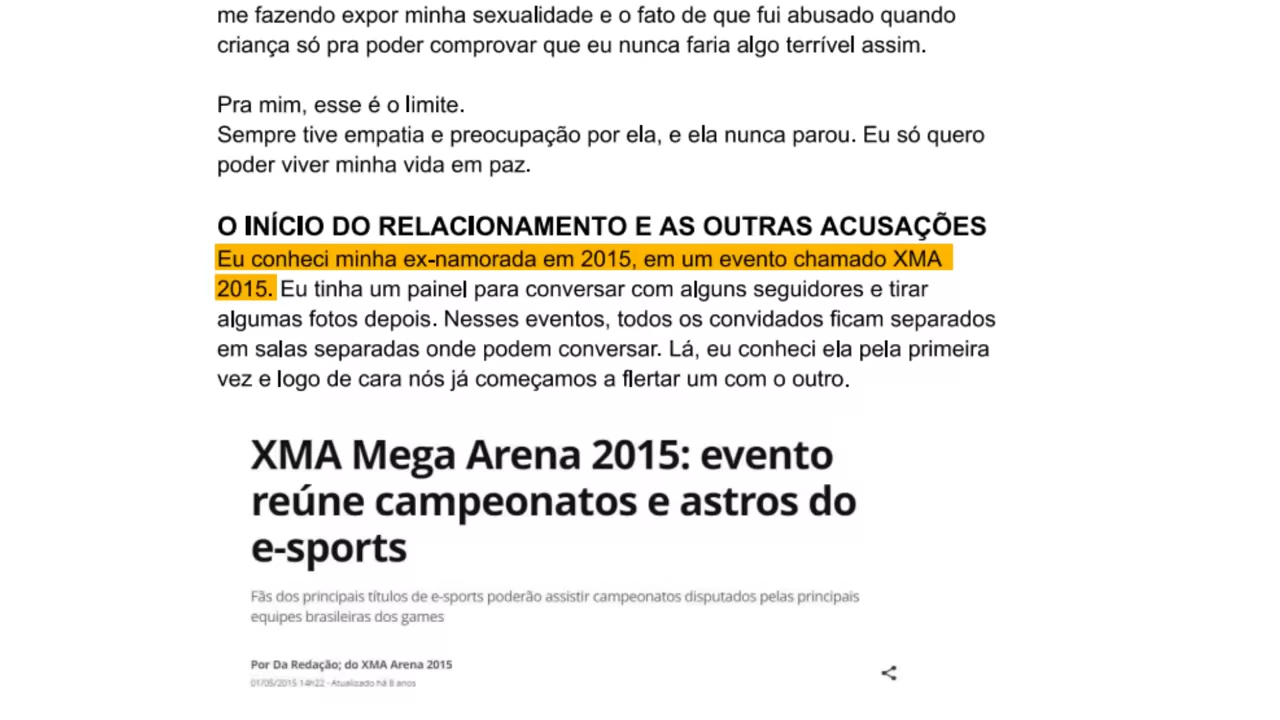 me fazendo expor minha sexualidade e o fato de que fui abusado quando
criança só pra poder comprovar que eu nunca faria algo terrível assim.
Pra mim, esse é o limite.
Sempre tive empatia e preocupação por ela, e ela nunca parou. Eu só quero
poder viver minha vida em paz.
O INÍCIO DO RELACIONAMENTO E AS OUTRAS ACUSAÇÕES
Eu conheci minha ex-namorada em 2015, em um evento chamado XMA
2015. Eu tinha um painel para conversar com alguns seguidores e tirar
algumas fotos depois. Nesses eventos, todos os convidados ficam separados
em salas separadas onde podem conversar. Lá, eu conheci ela pela primeira
vez e logo de cara nós já começamos a flertar um com o outro.
XMA Mega Arena 2015: evento
reúne campeonatos e astros do
e-sports
Fãs dos principais títulos de e-sports poderão assistir campeonatos disputados pelas principais
equipes brasileiras dos games
Por Da Redação; do XMA Arena 2015
01/05/2015 14h22 - Atualizado há 8 anos